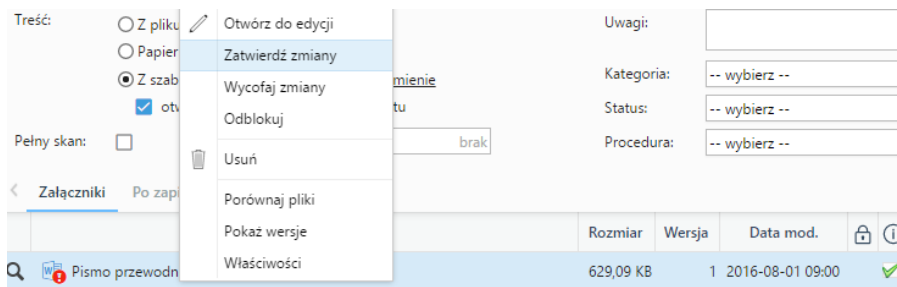 Treść:
Z pliku
Otwórz do edycji
Uwagi:
Papier
Zatwierdź zmiany
Z szab
mienie
Wycofaj zmiany
Kategoria:
-- wybierz --
otw
tu
Odblokuj
Status:
-- wybierz --
Pełny skan:
brak
Usuń
Procedura:
-- wybierz --
Załączniki
Po zapi
Porównaj pliki
Pokaż wersje
Rozmiar Wersja Data mod.
Właściwości
Pismo przewodn
629,09 KB 1 2016-08-01 09:00